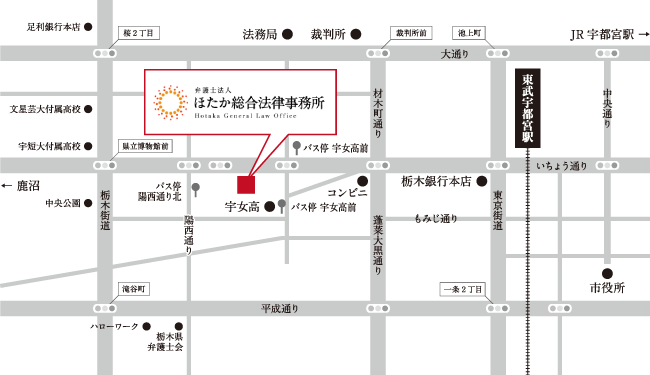 足利銀行本店
桜2丁目
法務局
裁判所
裁判所前
池上町
JR宇都宮駅→
大通り
弁護士法人
ほたか総合法律事務所
Hotaka General Law Office
材木町通り
東武宇都宮駅
中央通り
文星芸大付属高校
宇短大付属高校
県立博物館前
バス停 宇女高前
いちょう通り
← 鹿沼
バス停
陽西通り北
コンビニ
栃木銀行本店
中央公園
栃木街道
宇女高
バス停 宇女高前
もみじ通り
東京街道
陽西通り
蓬莱大黒通り
市役所
滝谷町
一条2丁目
平成通り
ハローワーク
栃木県
弁護士会